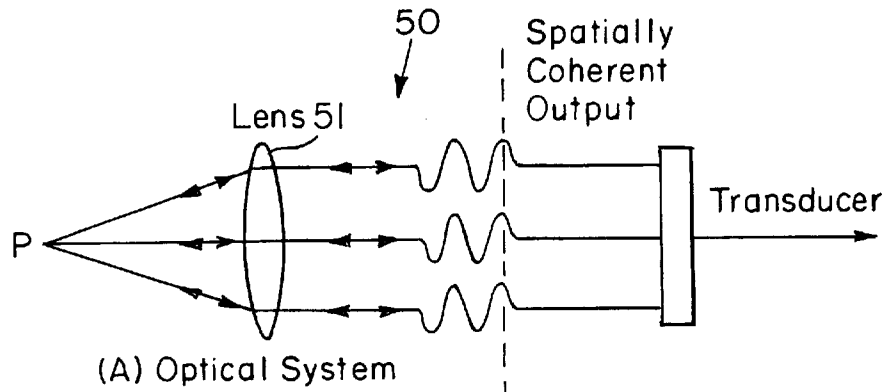 50
Spatially
Coherent
Output
Lens 51
Transducer
P
(A) Optical System